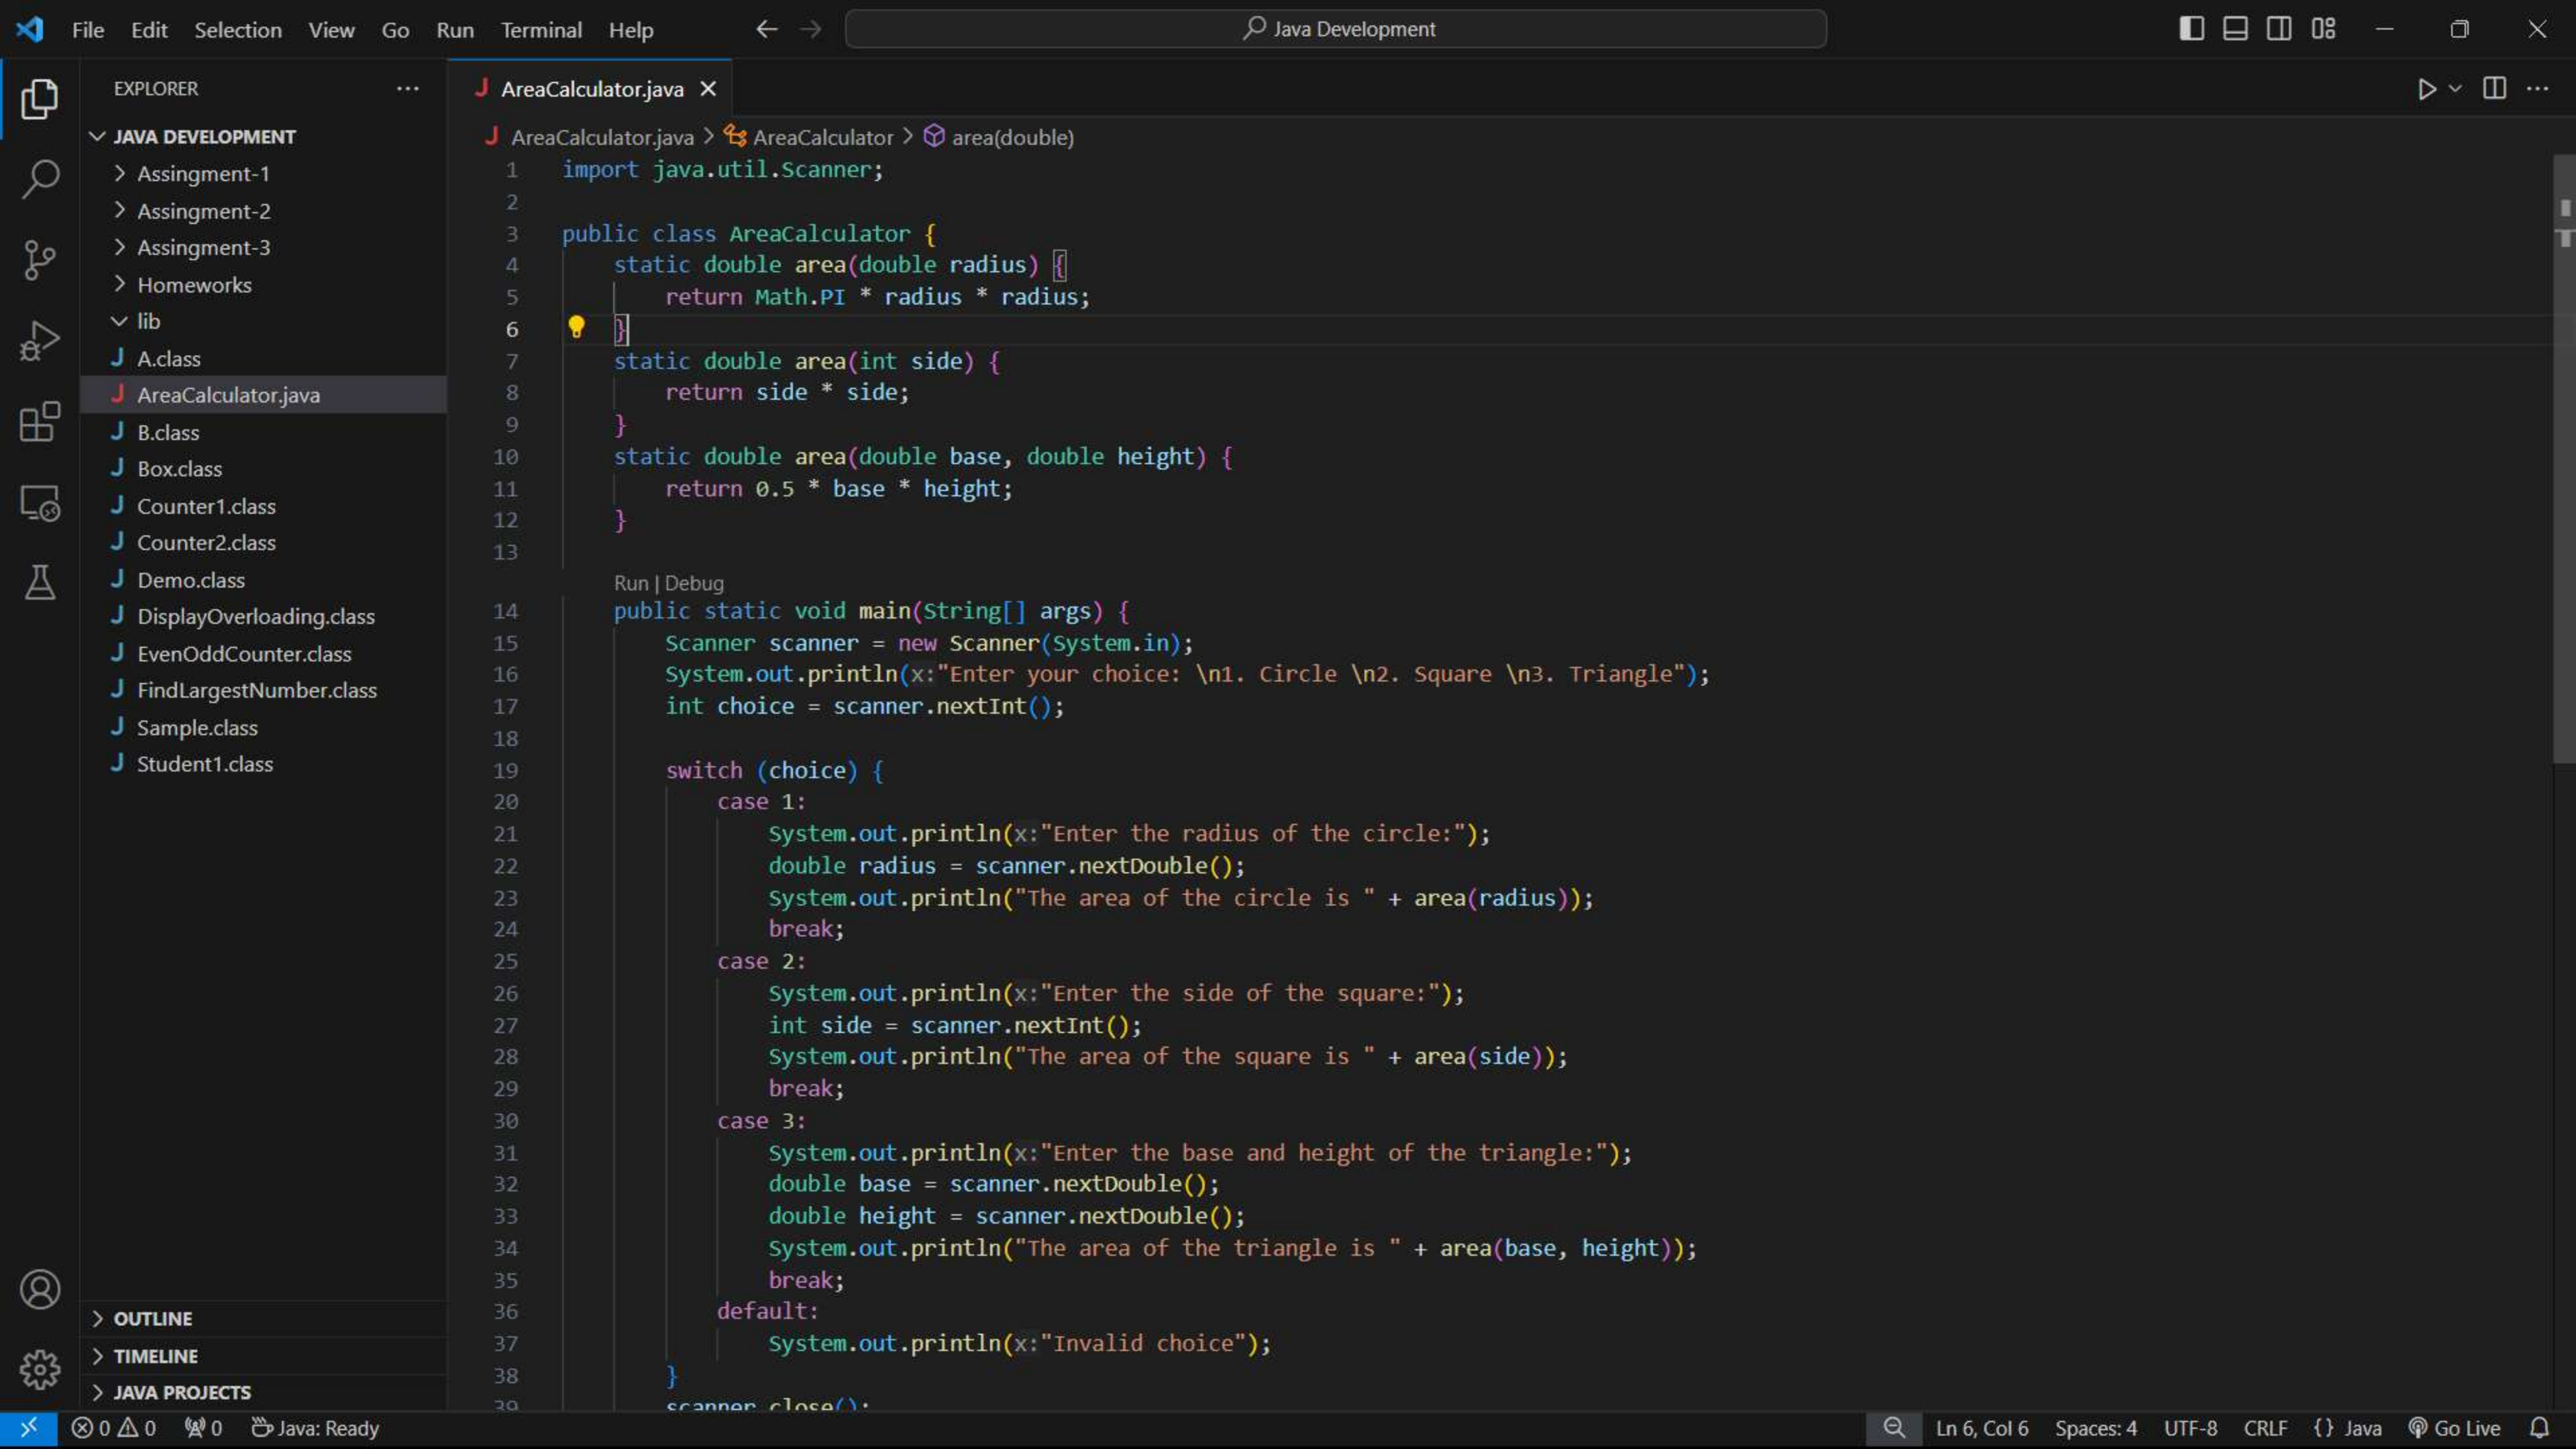 File Edit Selection View Go Run Terminal Help
Java Development
EXPLORER
JAVA DEVELOPMENT
Assingment-1
Assingment-2
Assingment-3
Homeworks
lib
A.class
AreaCalculator.java
B.class
Box.class
Counter1.class
Counter2.class
Demo.class
DisplayOverloading.class
EvenOddCounter.class
FindLargestNumber.class
Sample.class
Student1.class
OUTLINE
TIMELINE
JAVA PROJECTS
AreaCalculator.java
AreaCalculator.java > AreaCalculator > area(double)
1 import java.util.Scanner;
2
3 public class AreaCalculator {
4 static double area(double radius) {
5 return Math.PI * radius * radius;
6 }
7 static double area(int side) {
8 return side * side;
9 }
10 static double area(double base, double height) {
11 return 0.5 * base * height;
12 }
13
Run | Debug
14 public static void main(String[] args) {
15 Scanner scanner = new Scanner(System.in);
16 System.out.println(x:"Enter your choice: \n1. Circle \n2. Square \n3. Triangle");
17 int choice = scanner.nextInt();
18
19 switch (choice) {
20 case 1:
21 System.out.println(x:"Enter the radius of the circle:");
22 double radius = scanner.nextDouble();
23 System.out.println("The area of the circle is " + area(radius));
24 break;
25 case 2:
26 System.out.println(x:"Enter the side of the square:");
27 int side = scanner.nextInt();
28 System.out.println("The area of the square is " + area(side));
29 break;
30 case 3:
31 System.out.println(x:"Enter the base and height of the triangle:");
32 double base = scanner.nextDouble();
33 double height = scanner.nextDouble();
34 System.out.println("The area of the triangle is " + area(base, height));
35 break;
36 default:
37 System.out.println(x:"Invalid choice");
38 }
39 scanner.close();
0 0 0 Java: Ready Ln 6, Col 6 Spaces: 4 UTF-8 CRLF {} Java Go Live